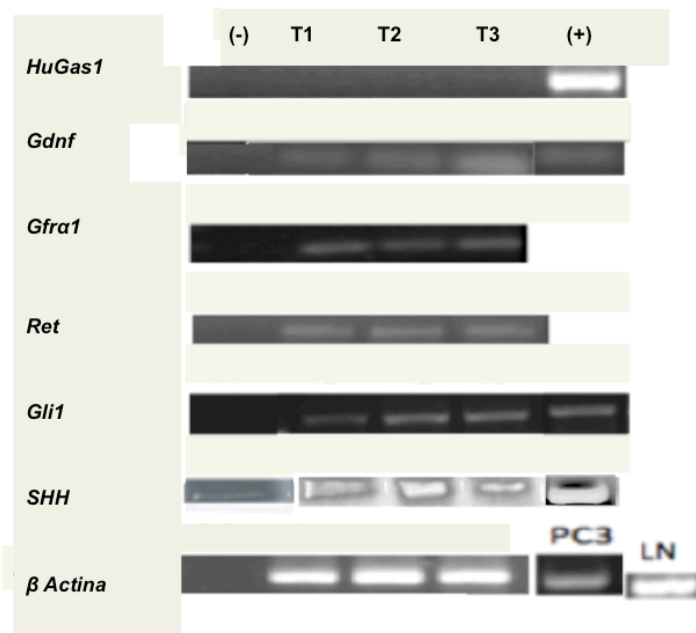 (-) T1 T2 T3 (+)
HuGas1
Gdnf
Gfrα1
Ret
Gli1
SHH
PC3
LN
β Actina